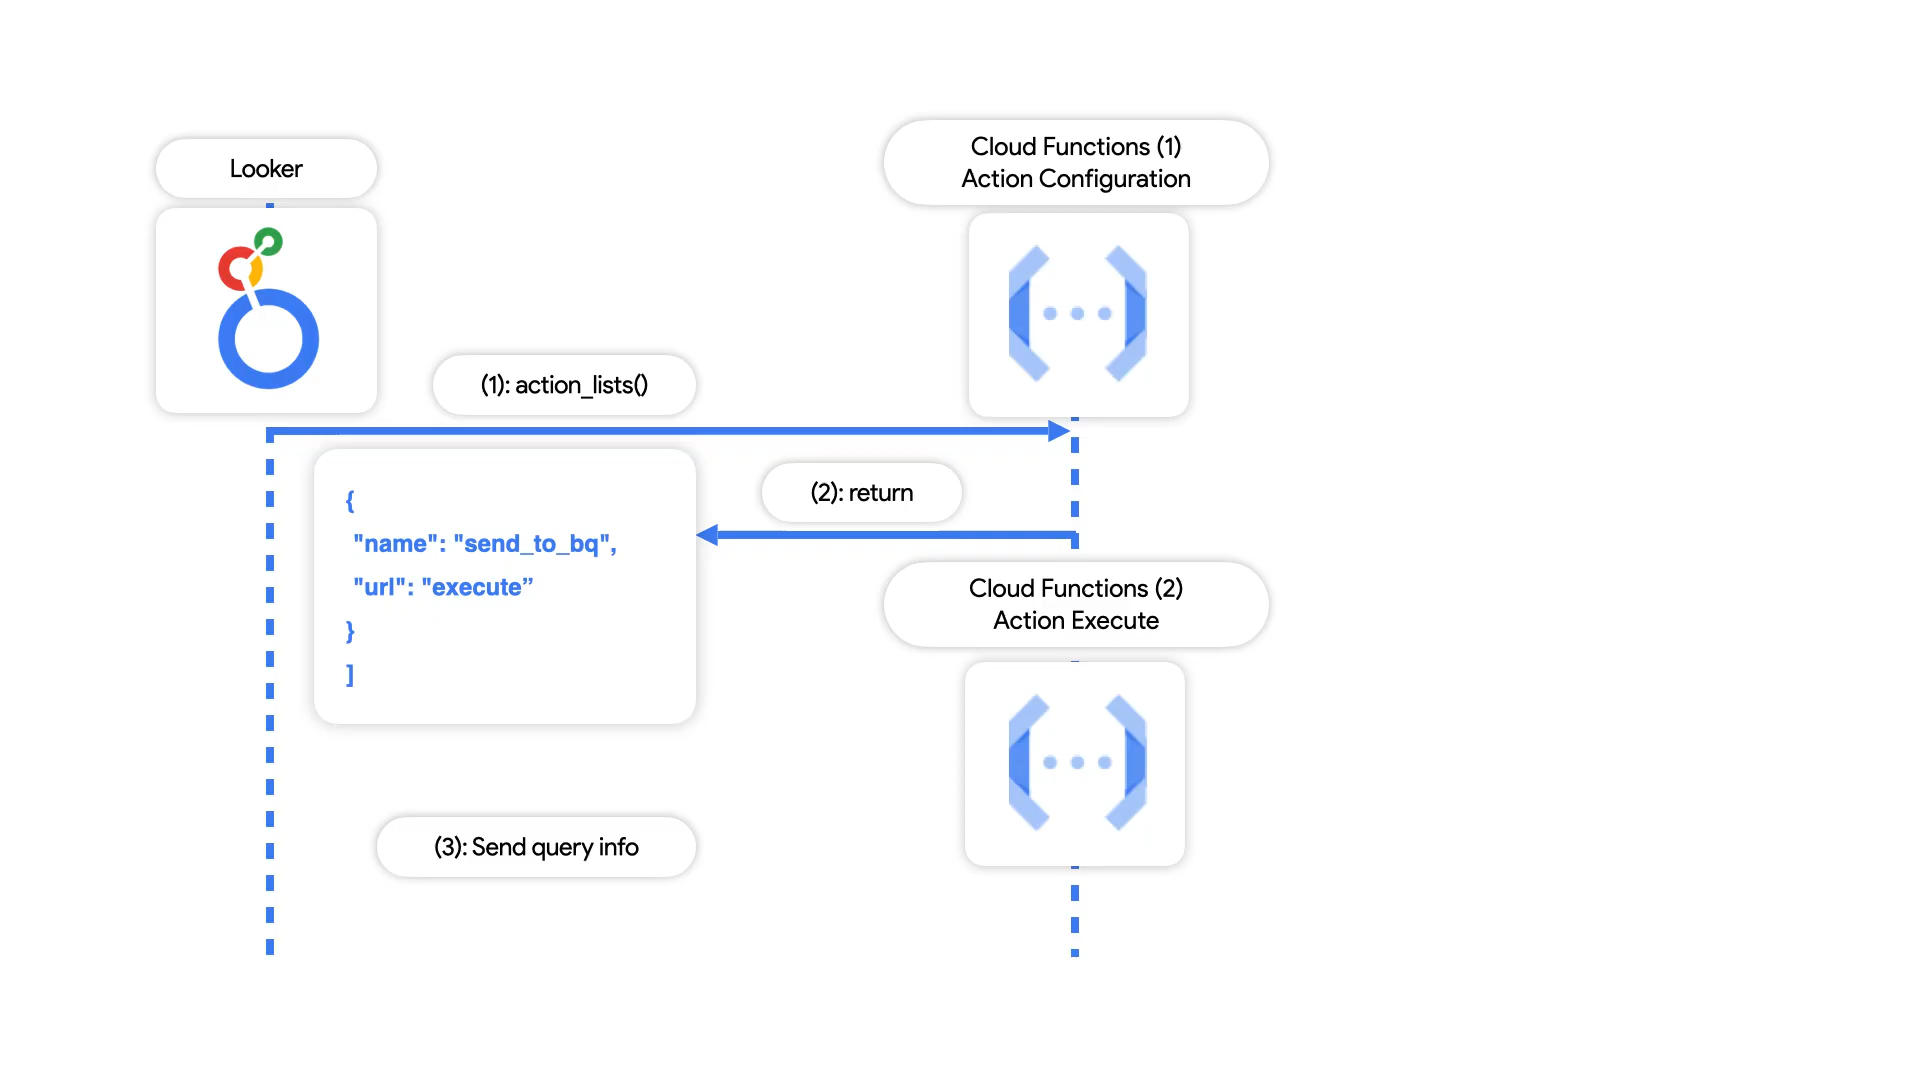 Looker
Cloud Functions (1)
Action Configuration
(1): action_lists()
(2): return
{
"name": "send_to_bq",
"url": "execute”
}
]
Cloud Functions (2)
Action Execute
(3): Send query info